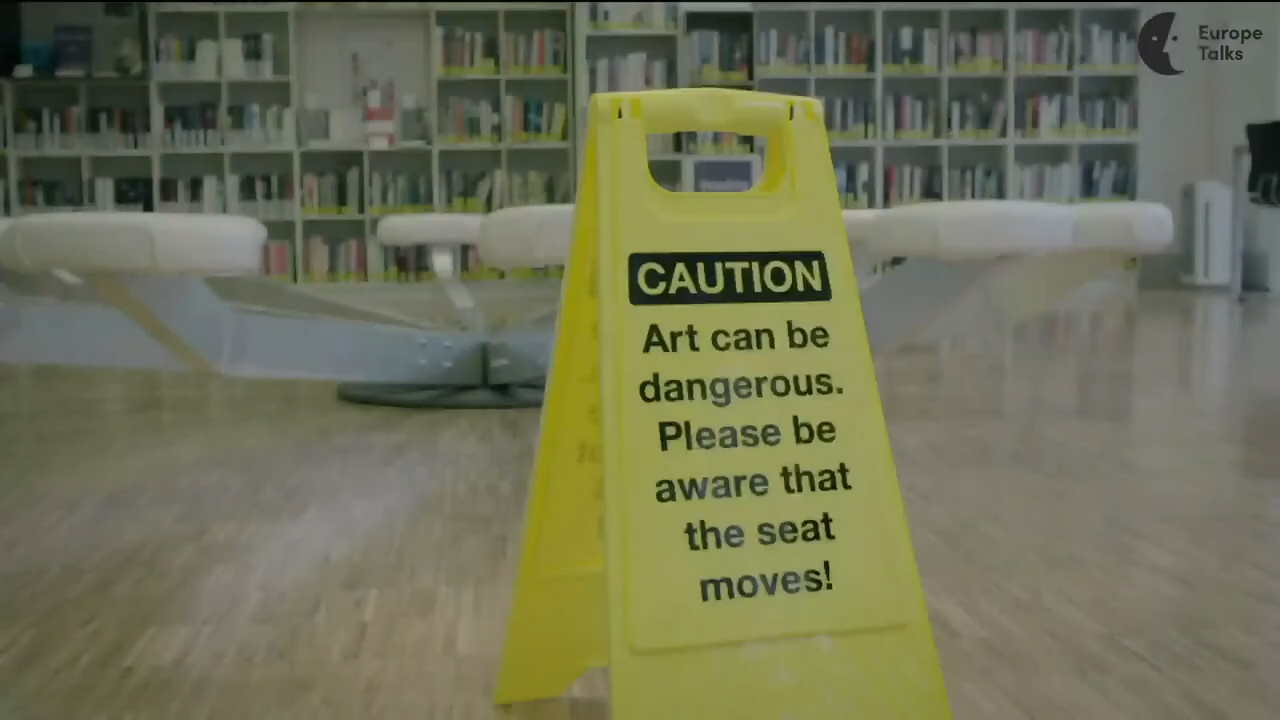 Europe
Talks
CAUTION
Art can be
dangerous.
Please be
aware that
the seat
moves!